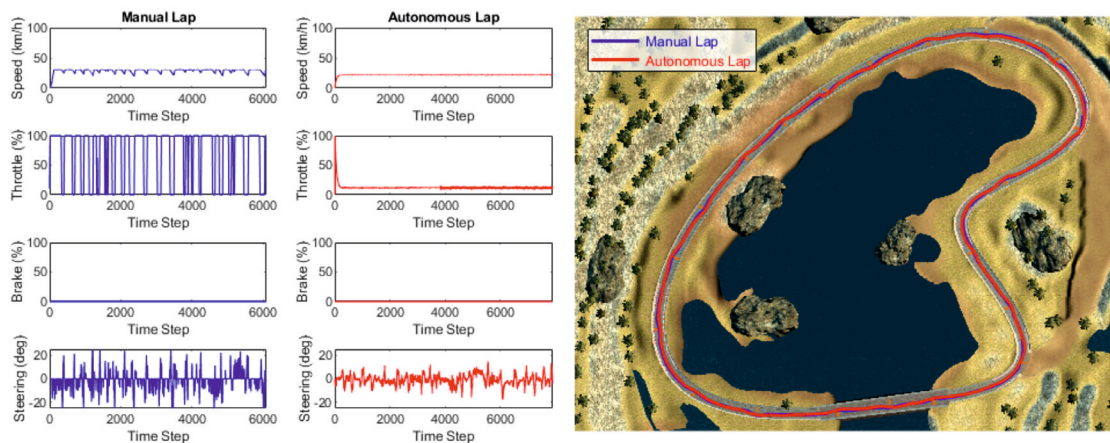 Manual Lap
Speed (km/h)
100
50
0
0 2000 4000 6000
Time Step
Throttle (%)
100
50
0
0 2000 4000 6000
Time Step
Brake (%)
100
50
0
0 2000 4000 6000
Time Step
Steering (deg)
20
0
-20
0 2000 4000 6000
Time Step
Autonomous Lap
Speed (km/h)
100
50
0
0 2000 4000 6000
Time Step
Throttle (%)
100
50
0
0 2000 4000 6000
Time Step
Brake (%)
100
50
0
0 2000 4000 6000
Time Step
Steering (deg)
20
0
-20
0 2000 4000 6000
Time Step
Manual Lap
Autonomous Lap